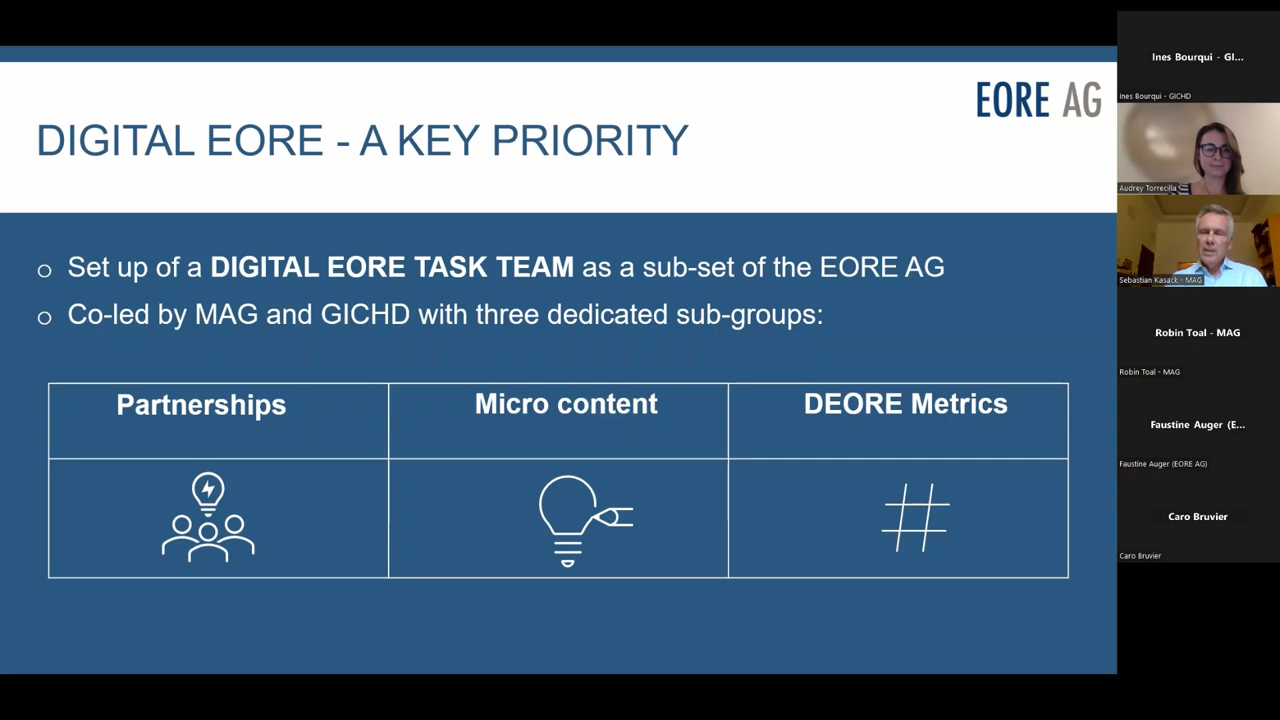 EORE AG
DIGITAL EORE - A KEY PRIORITY
Set up of a DIGITAL EORE TASK TEAM as a sub-set of the EORE AG
Co-led by MAG and GICHD with three dedicated sub-groups:
Partnerships
Micro content
DEORE Metrics
#
Ines Bourqui - GI...
Ines Bourqui - GICHD
Audrey Torrecilla
Sebastian Kasack - MAG
Robin Toal - MAG
Robin Toal - MAG
Faustine Auger (E...
Faustine Auger (EORE AG)
Caro Bruvier
Caro Bruvier